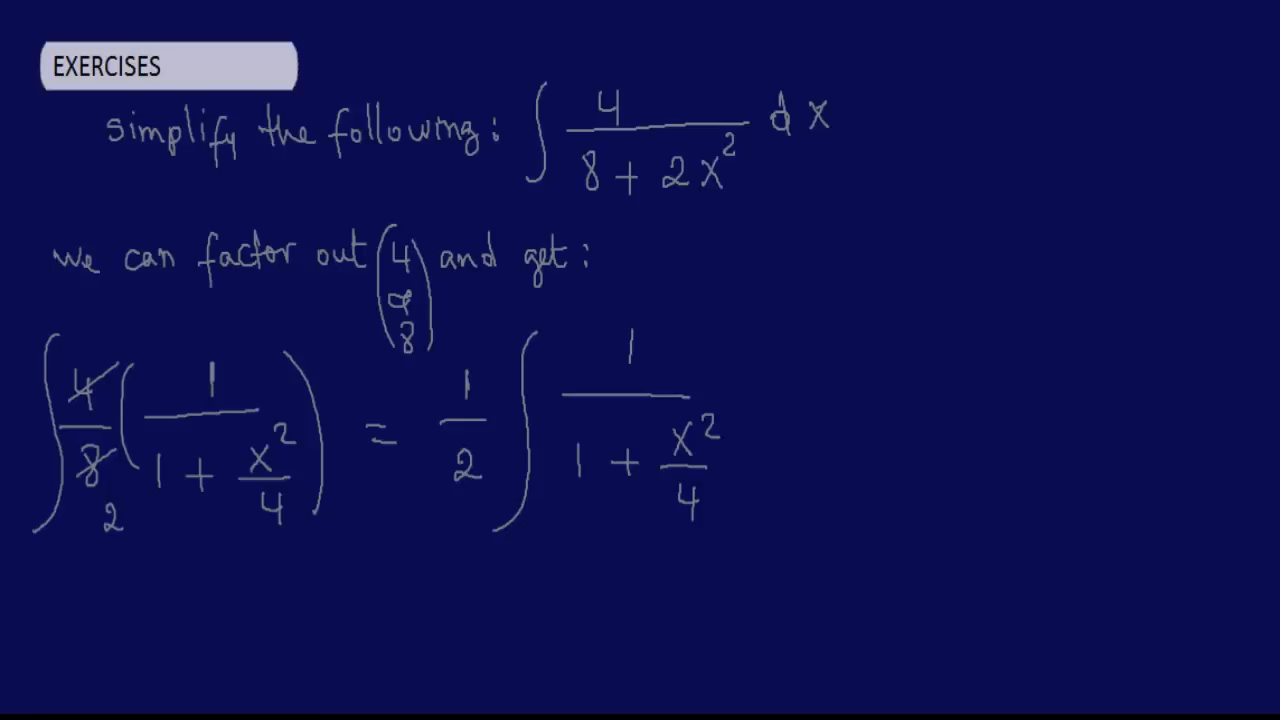 EXERCISES
simplify the following: ∫ 4 / (8 + 2x²) dx
we can factor out (4 & 8) and get:
∫ 4/8 2 (1 / (1 + x²/4)) = 1/2 ∫ 1 / (1 + x²/4)